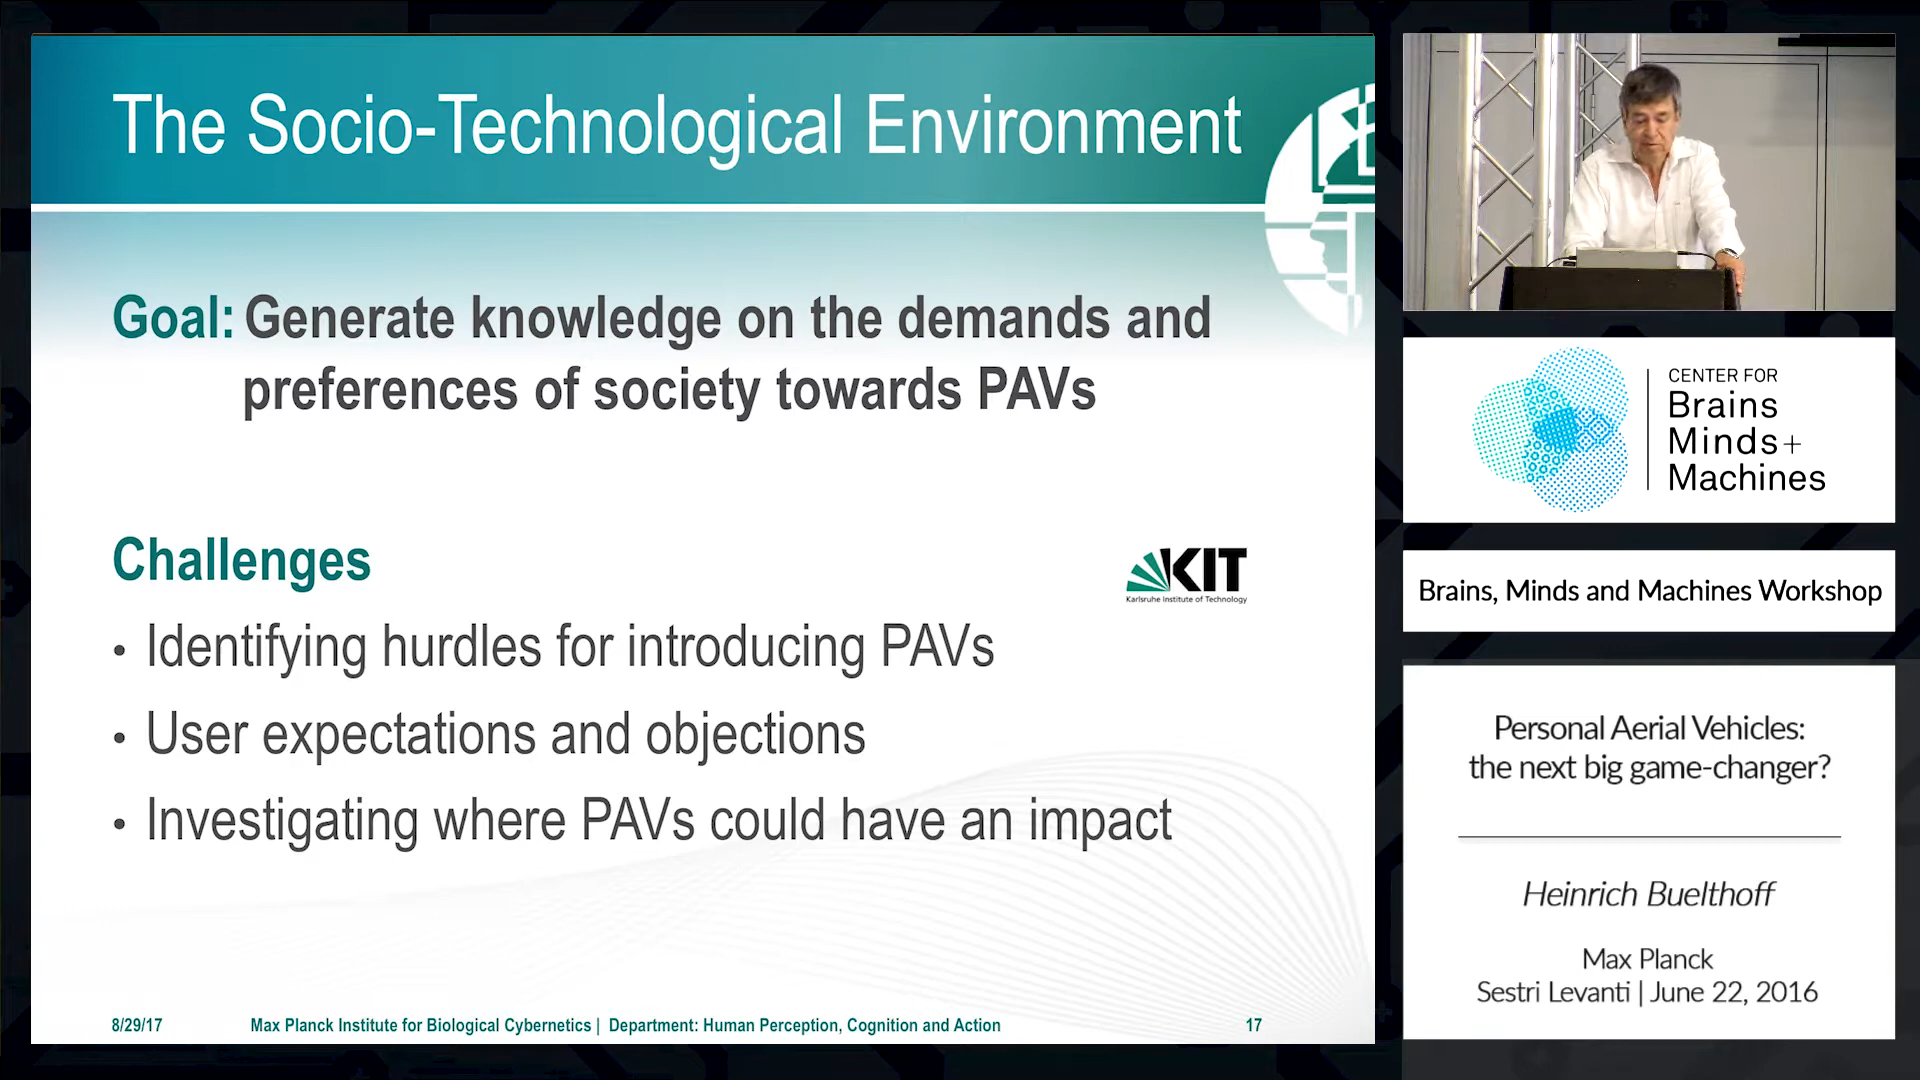 The Socio-Technological Environment
Goal: Generate knowledge on the demands and
preferences of society towards PAVs
Challenges
KIT
Karlsruhe Institute of Technology
• Identifying hurdles for introducing PAVs
• User expectations and objections
• Investigating where PAVs could have an impact
8/29/17 Max Planck Institute for Biological Cybernetics | Department: Human Perception, Cognition and Action 17
CENTER FOR
Brains
Minds+
Machines
Brains, Minds and Machines Workshop
Personal Aerial Vehicles:
the next big game-changer?
Heinrich Buelthoff
Max Planck
Sestri Levanti | June 22, 2016